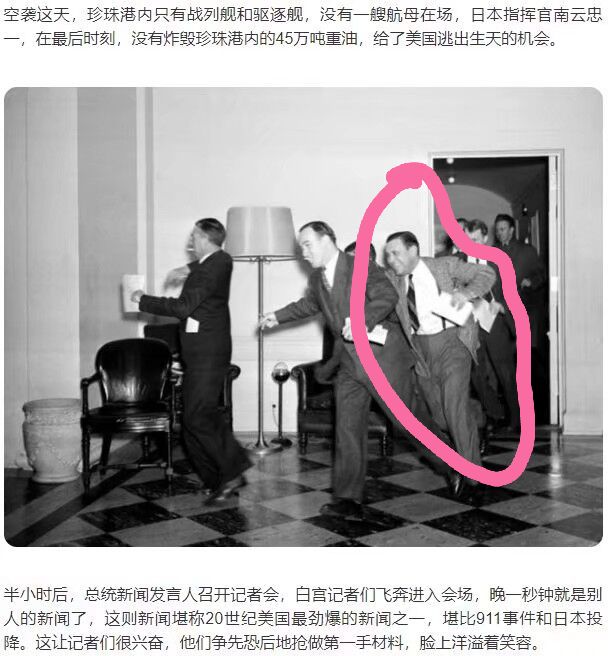 空袭这天，珍珠港内只有战列舰和驱逐舰，没有一艘航母在场，日本指挥官南云忠
一，在最后时刻，没有炸毁珍珠港内的45万吨重油，给了美国逃出生天的机会。
半小时后，总统新闻发言人召开记者会，白宫记者们飞奔进入会场，晚一秒钟就是别
人的新闻了，这则新闻堪称20世纪美国最劲爆的新闻之一，堪比911事件和日本投
降。这让记者们很兴奋，他们争先恐后地抢做第一手材料，脸上洋溢着笑容。